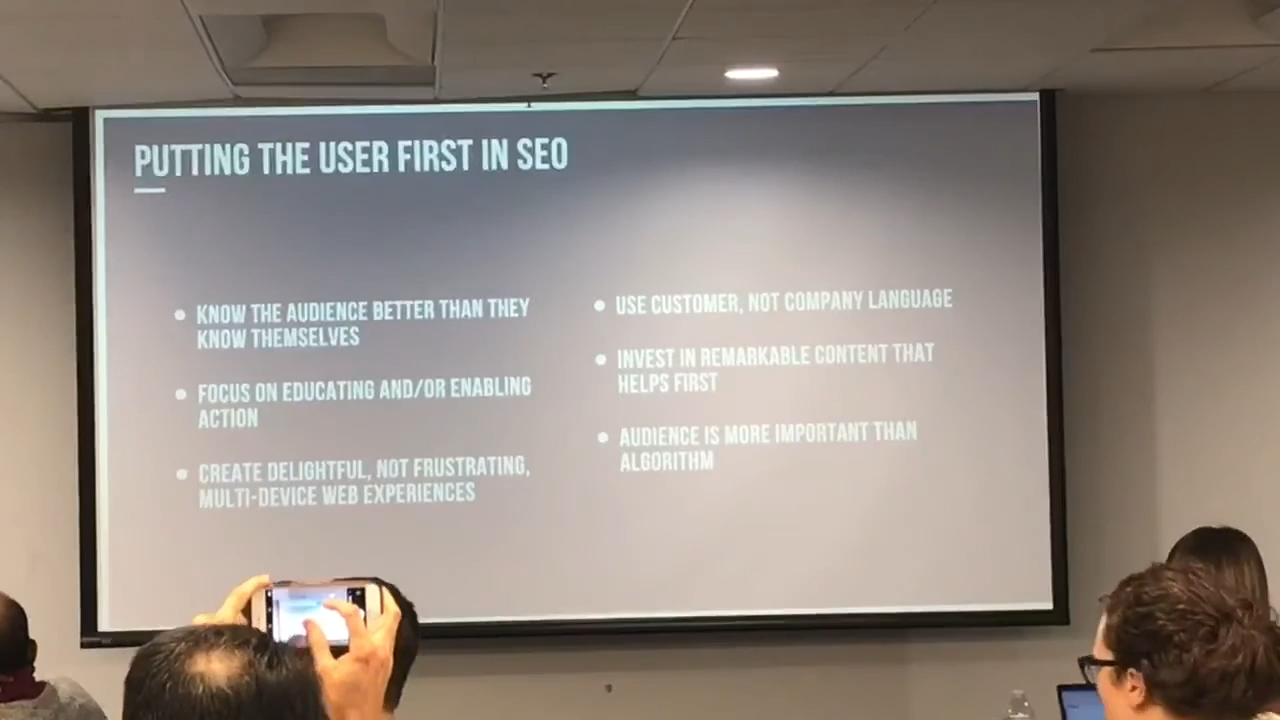 PUTTING THE USER FIRST IN SEO
KNOW THE AUDIENCE BETTER THAN THEY
KNOW THEMSELVES
FOCUS ON EDUCATING AND/OR ENABLING
ACTION
CREATE DELIGHTFUL, NOT FRUSTRATING,
MULTI-DEVICE WEB EXPERIENCES
USE CUSTOMER, NOT COMPANY LANGUAGE
INVEST IN REMARKABLE CONTENT THAT
HELPS FIRST
AUDIENCE IS MORE IMPORTANT THAN
ALGORITHM